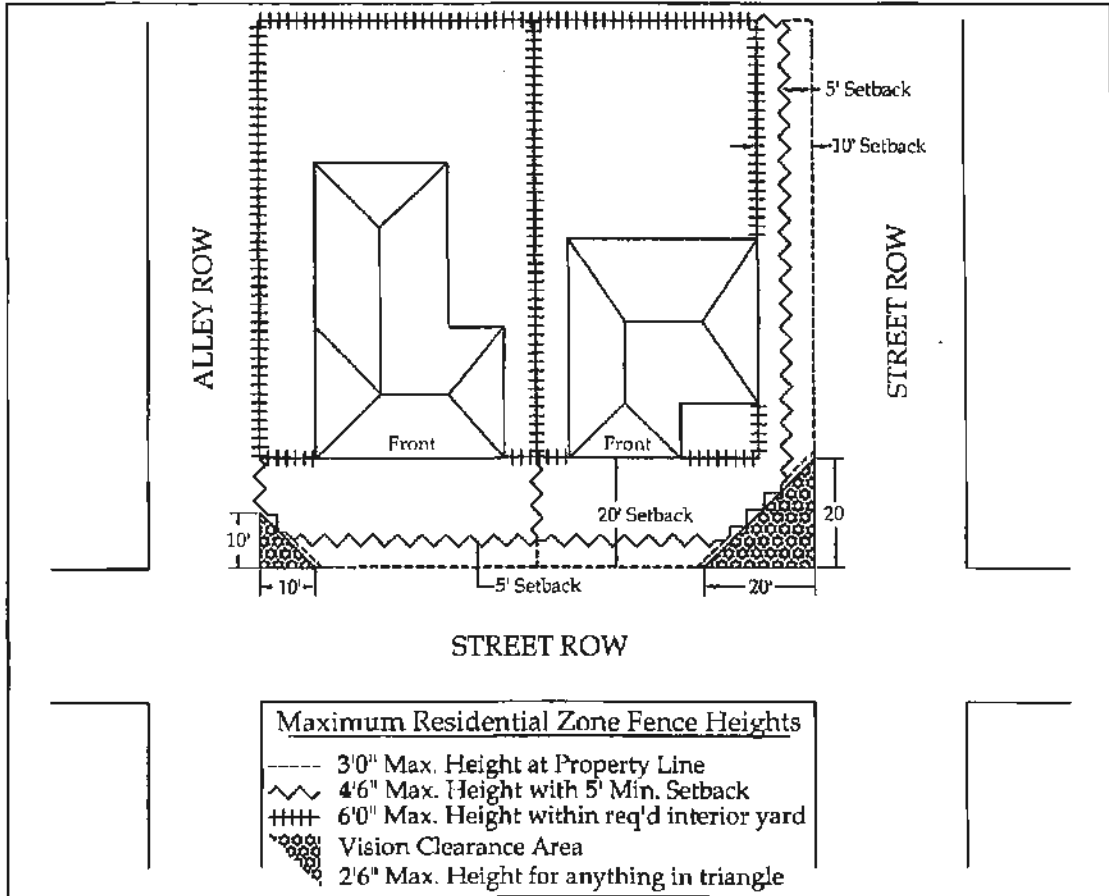 5' Setback
10' Setback
ALLEY ROW
STREET ROW
Front
Front
20' Setback
20
10'
10'
5' Setback
20'
STREET ROW
Maximum Residential Zone Fence Heights
3'0" Max. Height at Property Line
4'6" Max. Height with 5' Min. Setback
6'0" Max. Height within req'd interior yard
Vision Clearance Area
2'6" Max. Height for anything in triangle